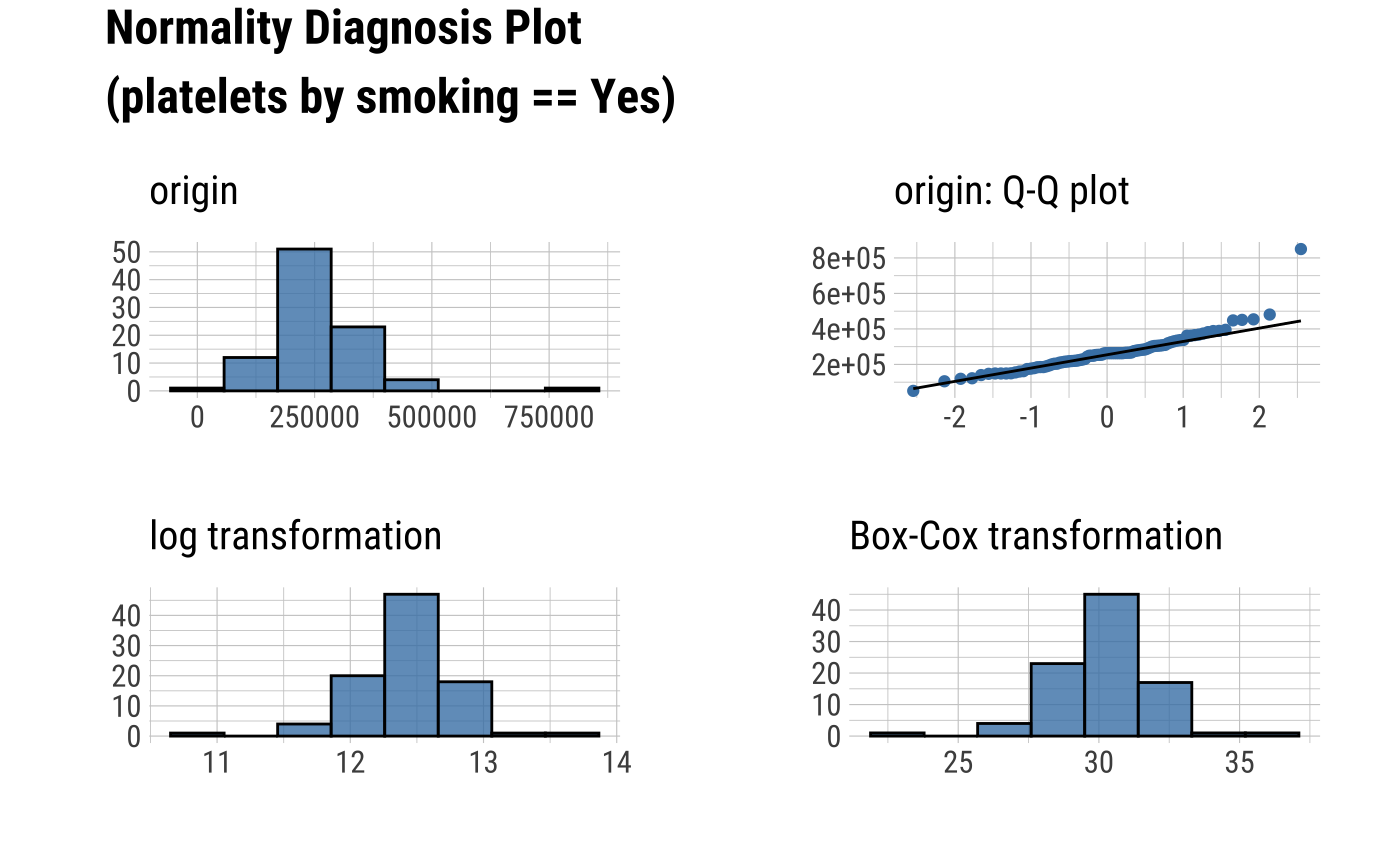 Normality Diagnosis Plot
(platelets by smoking == Yes)
origin
50
40
30
20
10
0
0 250000 500000 750000
origin: Q-Q plot
8e+05
6e+05
4e+05
2e+05
-2 -1 0 1 2
log transformation
40
30
20
10
0
11 12 13 14
Box-Cox transformation
40
30
20
10
0
25 30 35